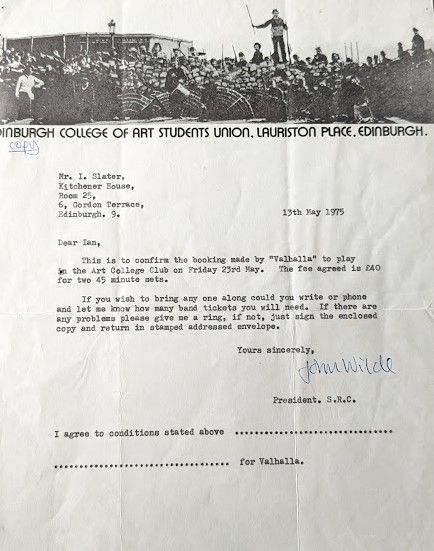 EDINBURGH COLLEGE OF ART STUDENTS UNION, LAURISTON PLACE, EDINBURGH.
copy
Mr. I. Slater,
Kitchener House,
Room 25,
6, Gordon Terrace,
Edinburgh. 9.
13th May 1975
Dear Ian,
This is to confirm the booking made by "Valhalla" to play
in the Art College Club on Friday 23rd May. The fee agreed is £40
for two 45 minute sets.
If you wish to bring any one along could you write or phone
and let me know how many band tickets you will need. If there are
any problems please give me a ring, if not, just sign the enclosed
copy and return in stamped addressed envelope.
Yours sincerely,
John Wilde
President. S.R.C.
I agree to conditions stated above ................................
................................... for Valhalla.